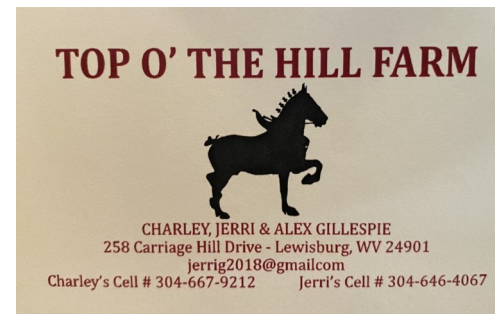 TOP O' THE HILL FARM
CHARLEY, JERRI & ALEX GILLESPIE
258 Carriage Hill Drive - Lewisburg, WV 24901
jerrig2018@gmailcom
Charley's Cell # 304-667-9212 Jerri's Cell # 304-646-4067